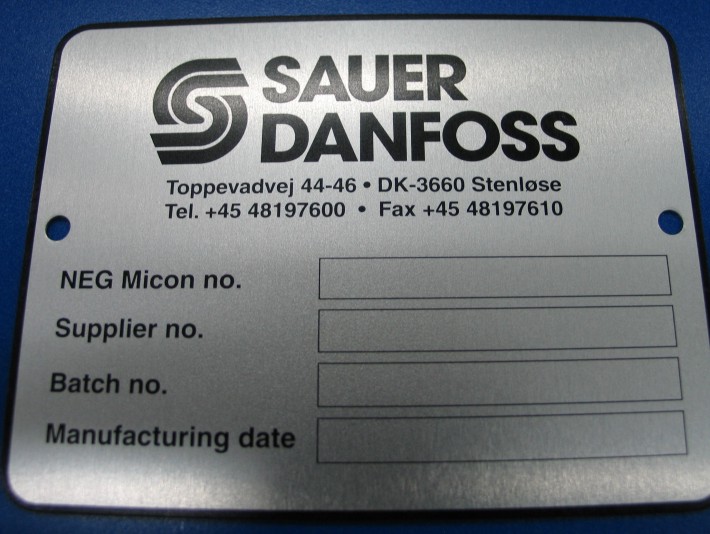 SAUER
DANFOSS
Toppevadvej 44-46 • DK-3660 Stenløse
Tel. +45 48197600 • Fax +45 48197610
NEG Micon no.
Supplier no.
Batch no.
Manufacturing date